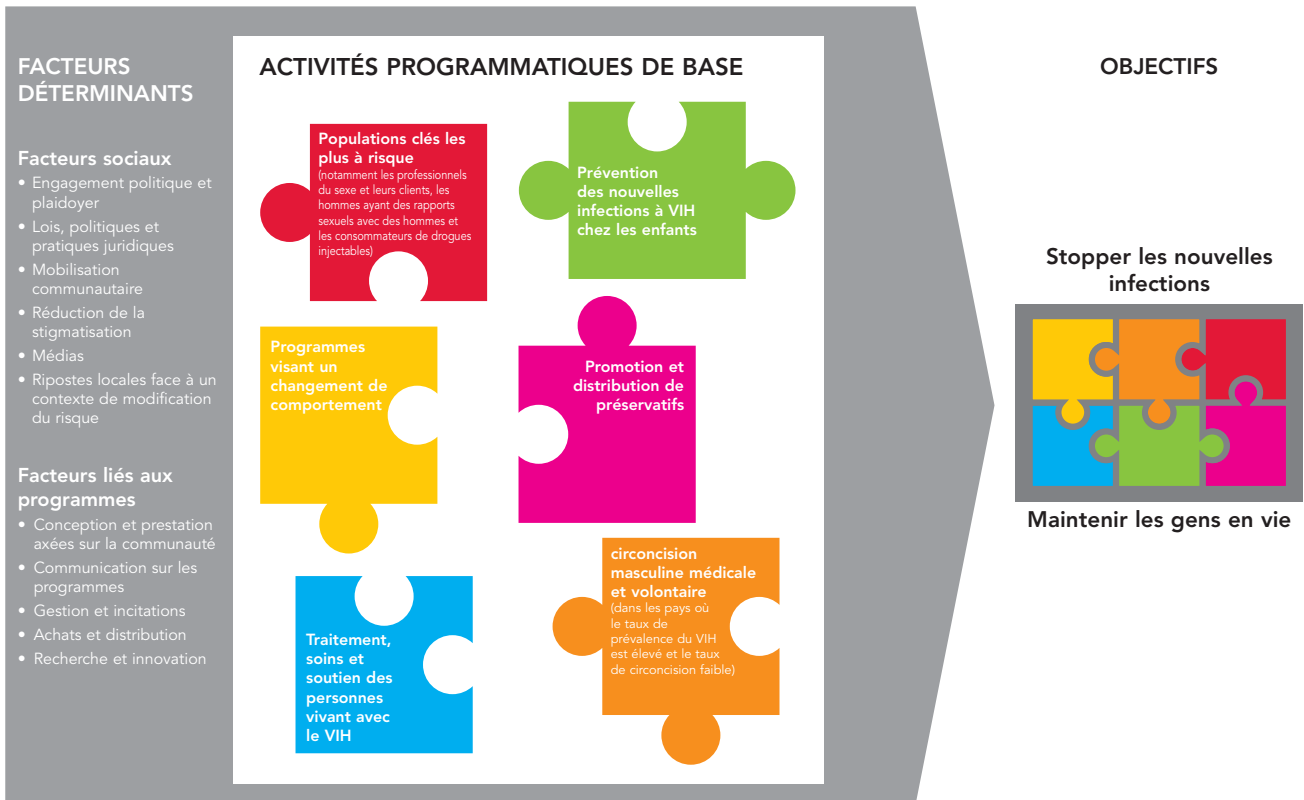 FACTEURS
DÉTERMINANTS
Facteurs sociaux
• Engagement politique et
plaidoyer
• Lois, politiques et
pratiques juridiques
• Mobilisation
communautaire
• Réduction de la
stigmatisation
• Médias
• Ripostes locales face à un
contexte de modification
du risque
Facteurs liés aux
programmes
• Conception et prestation
axées sur la communauté
• Communication sur les
programmes
• Gestion et incitations
• Achats et distribution
• Recherche et innovation
ACTIVITÉS PROGRAMMATIQUES DE BASE
Populations clés les
plus à risque
(notamment les professionnels
du sexe et leurs clients, les
hommes ayant des rapports
sexuels avec des hommes et
les consommateurs de drogues
injectables)
Prévention
des nouvelles
infections à VIH
chez les enfants
Programmes
visant un
changement de
comportement
Promotion et
distribution de
préservatifs
Traitement,
soins et
soutien des
personnes
vivant avec
le VIH
circoncision
masculine médicale
et volontaire
(dans les pays où
le taux de
prévalence du VIH
est élevé et le taux
de circoncision faible)
OBJECTIFS
Stopper les nouvelles
infections
Maintenir les gens en vie